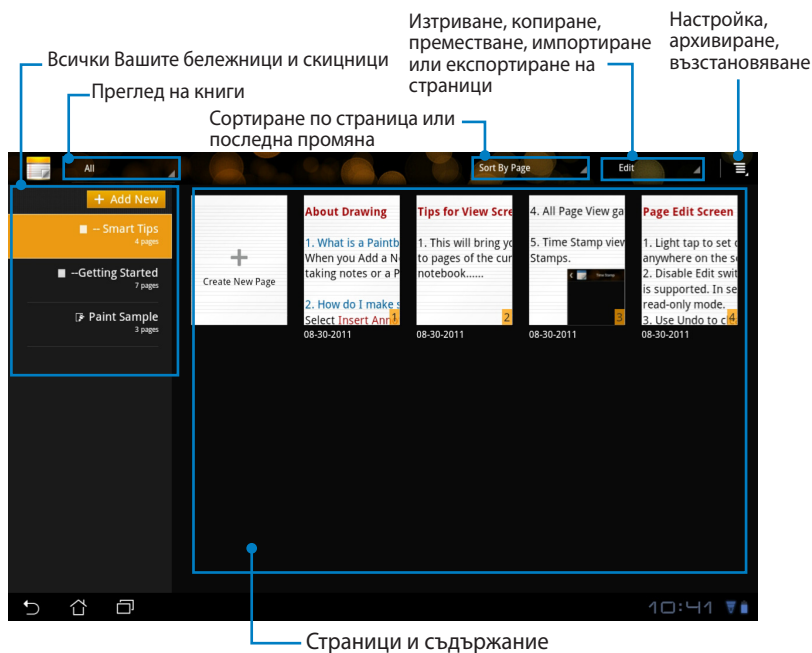 Изтриване, копиране,
преместване, импортиране
или експортиране на
страници
Настройка,
архивиране,
възстановяване
Всички Вашите бележници и скицници
Преглед на книги
Сортиране по страница или
последна промяна
All
Sort By Page
Edit
+ Add New
-- Smart Tips
4 pages
--Getting Started
7 pages
Paint Sample
3 pages
Create New Page
About Drawing
1. What is a Paintb
When you Add a N
taking notes or a P
2. How do I make s
Select Insert Ann
1
08-30-2011
Tips for View Scre
1. This will bring yo
to pages of the cur
notebook......
2
08-30-2011
4. All Page View ga
5. Time Stamp view
Stamps.
3
08-30-2011
Page Edit Screen
1. Light tap to set c
anywhere on the s
2. Disable Edit swit
is supported. In se
read-only mode.
3. Use Undo to c
4
08-30-2011
10:41
Страници и съдържание